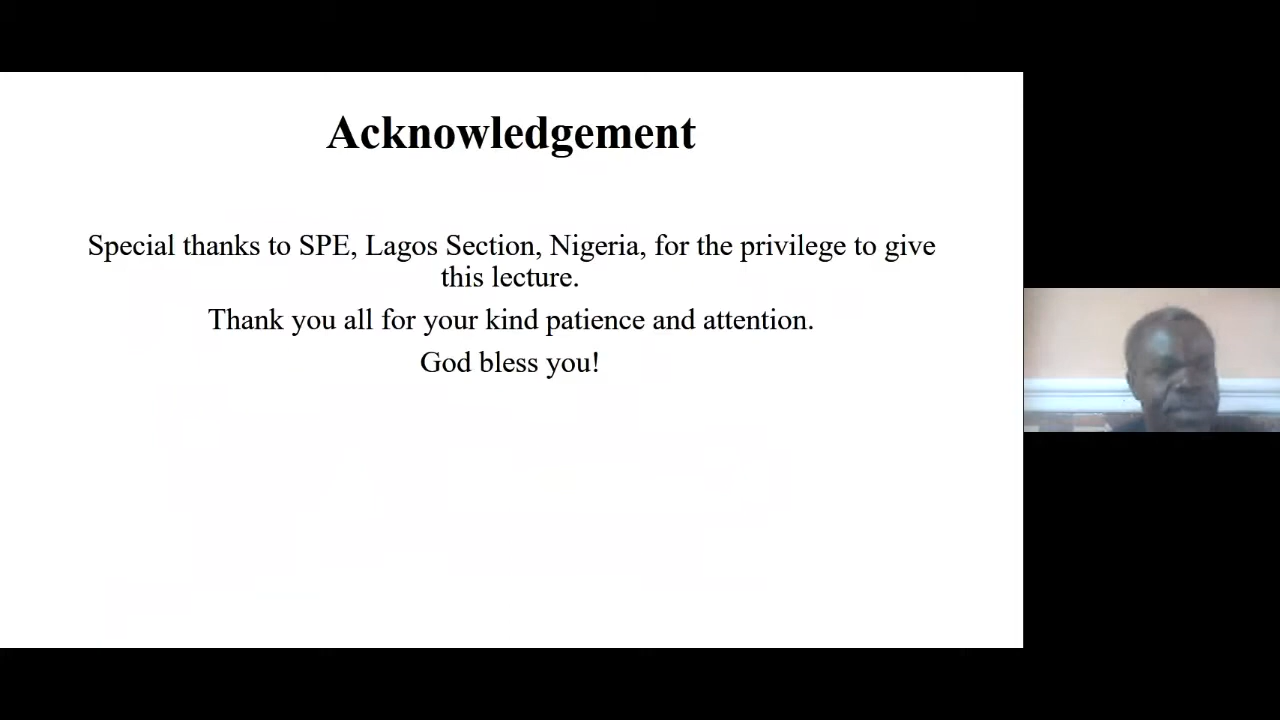 Acknowledgement
Special thanks to SPE, Lagos Section, Nigeria, for the privilege to give
this lecture.
Thank you all for your kind patience and attention.
God bless you!